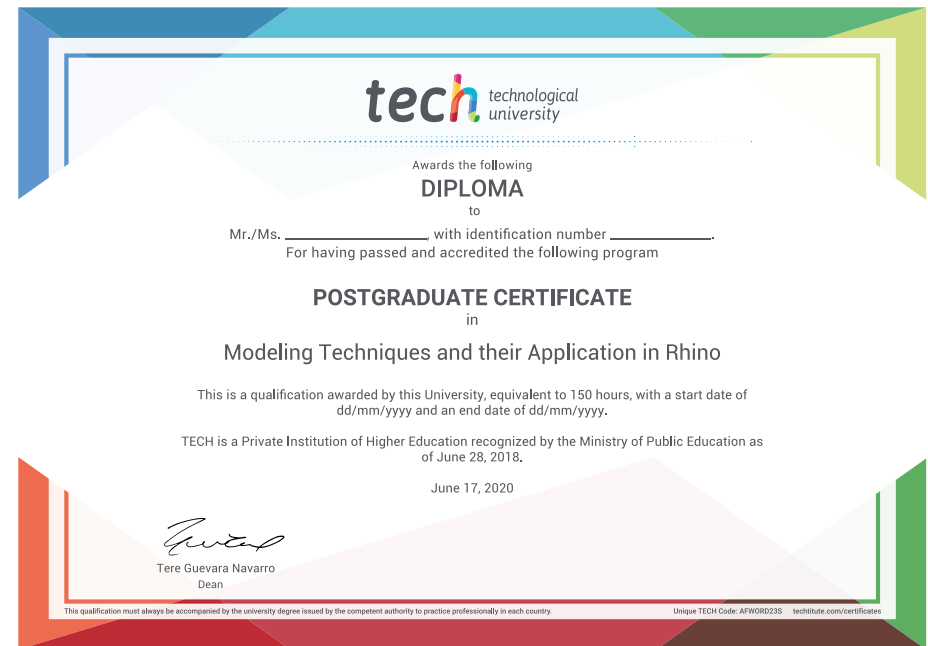 tech technological
university
Awards the following
DIPLOMA
to
Mr./Ms. ____________, with identification number ____________.
For having passed and accredited the following program
POSTGRADUATE CERTIFICATE
in
Modeling Techniques and their Application in Rhino
This is a qualification awarded by this University, equivalent to 150 hours, with a start date of
dd/mm/yyyy and an end date of dd/mm/yyyy.
TECH is a Private Institution of Higher Education recognized by the Ministry of Public Education as
of June 28, 2018.
June 17, 2020
Tere Guevara Navarro
Dean
This qualification must always be accompanied by the university degree issued by the competent authority to practice professionally in each country.
Unique TECH Code: AFWORD23S techtitute.com/certificates